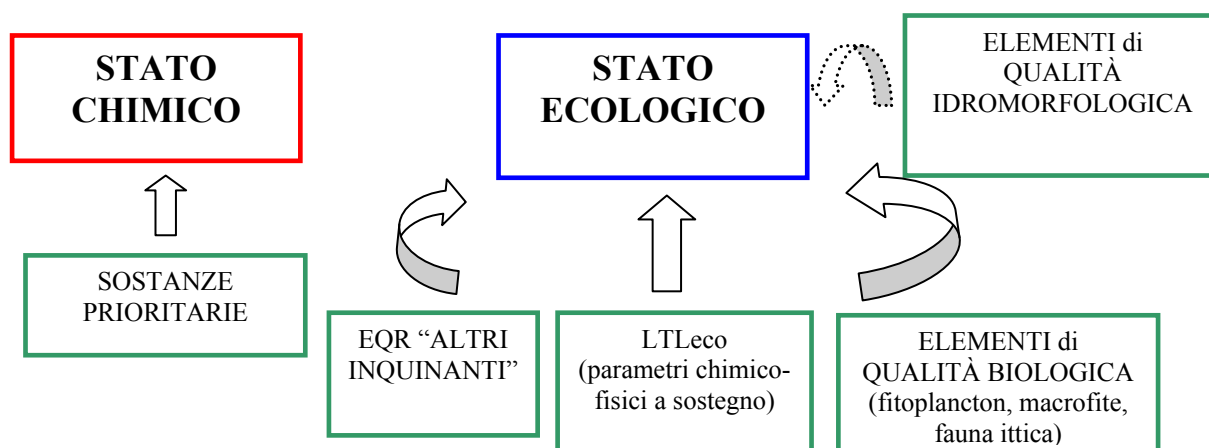 STATO
CHIMICO
STATO
ECOLOGICO
ELEMENTI di
QUALITÀ
IDROMORFOLOGICA
SOSTANZE
PRIORITARIE
EQR “ALTRI
INQUINANTI”
LTLeco
(parametri chimico-
fisici a sostegno)
ELEMENTI di
QUALITÀ BIOLOGICA
(fitoplancton, macrofite,
fauna ittica)